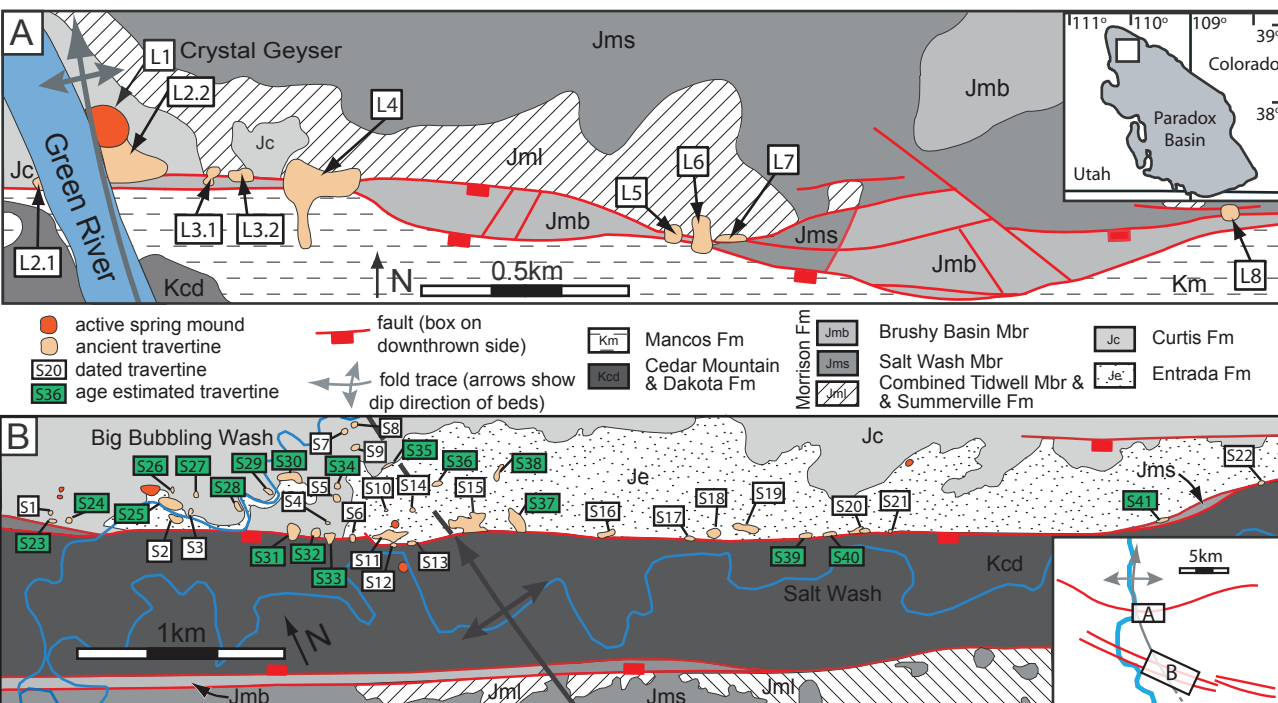 A
L1
Crystal Geyser
L2.2
L4
Jms
Jmb
111° 110° 109°
39°
Colorado
38°
Paradox
Basin
Utah
Green River
Jc
Jc
Jml
L5
L6
L7
L3.1
L3.2
Jmb
Jms
Jmb
L2.1
Kcd
N
0.5km
Km
L8
active spring mound
ancient travertine
S20
dated travertine
S36
age estimated travertine
fault (box on
downthrown side)
fold trace (arrows show
dip direction of beds)
Km
Mancos Fm
Kcd
Cedar Mountain
& Dakota Fm
Morrison Fm
Jmb
Brushy Basin Mbr
Jms
Salt Wash Mbr
Jml
Combined Tidwell Mbr &
& Summerville Fm
Jc
Curtis Fm
Je
Entrada Fm
B
Big Bubbling Wash
S7
S8
S9
S35
S36
S38
Jc
S26
S27
S29
S30
S34
S28
S5
S4
S10
S14
S15
Je
S1
S24
S25
S6
S37
S16
S17
S18
S19
S20
S21
S22
Jms
S41
S23
S2
S3
S31
S32
S33
S11
S12
S13
S39
S40
Kcd
Salt Wash
1km
N
Jmb
Jml
Jms
Jml
5km
A
B